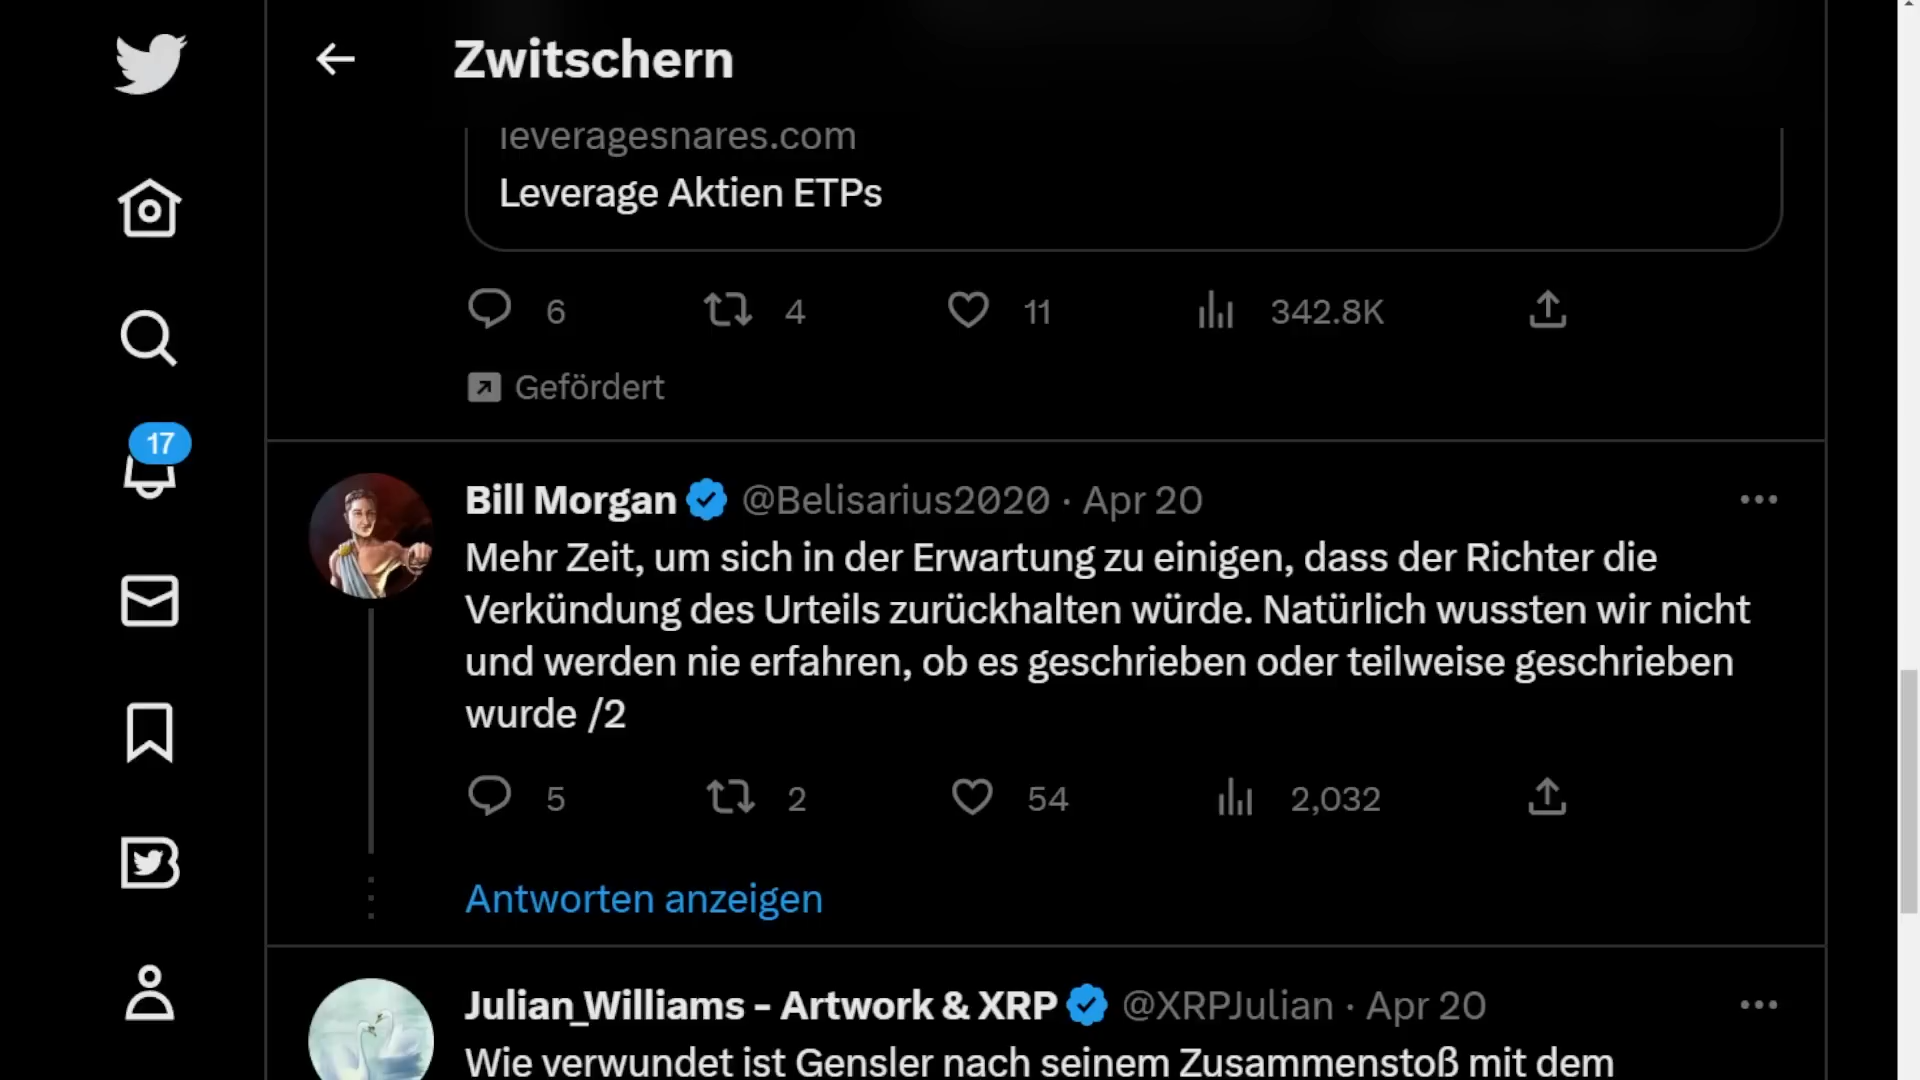 Zwitschern
leverageshares.com
Leverage Aktien ETPs
6 4 11 342.8K
Gefördert
17
Bill Morgan @Belisarius2020 · Apr 20
Mehr Zeit, um sich in der Erwartung zu einigen, dass der Richter die
Verkündung des Urteils zurückhalten würde. Natürlich wussten wir nicht
und werden nie erfahren, ob es geschrieben oder teilweise geschrieben
wurde /2
5 2 54 2,032
Antworten anzeigen
Julian_Williams - Artwork & XRP @XRPJulian · Apr 20
Wie verwundet ist Gensler nach seinem Zusammenstoß mit dem